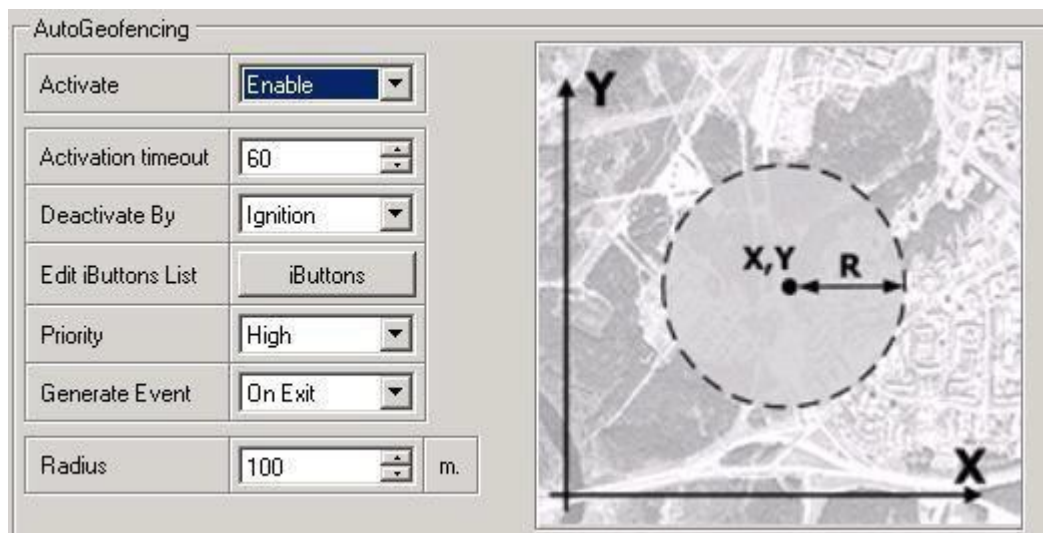 AutoGeofencing
Activate Enable
Activation timeout 60
Deactivate By Ignition
Edit iButtons List iButtons
Priority High
Generate Event On Exit
Radius 100 m.
Y
X,Y R
X